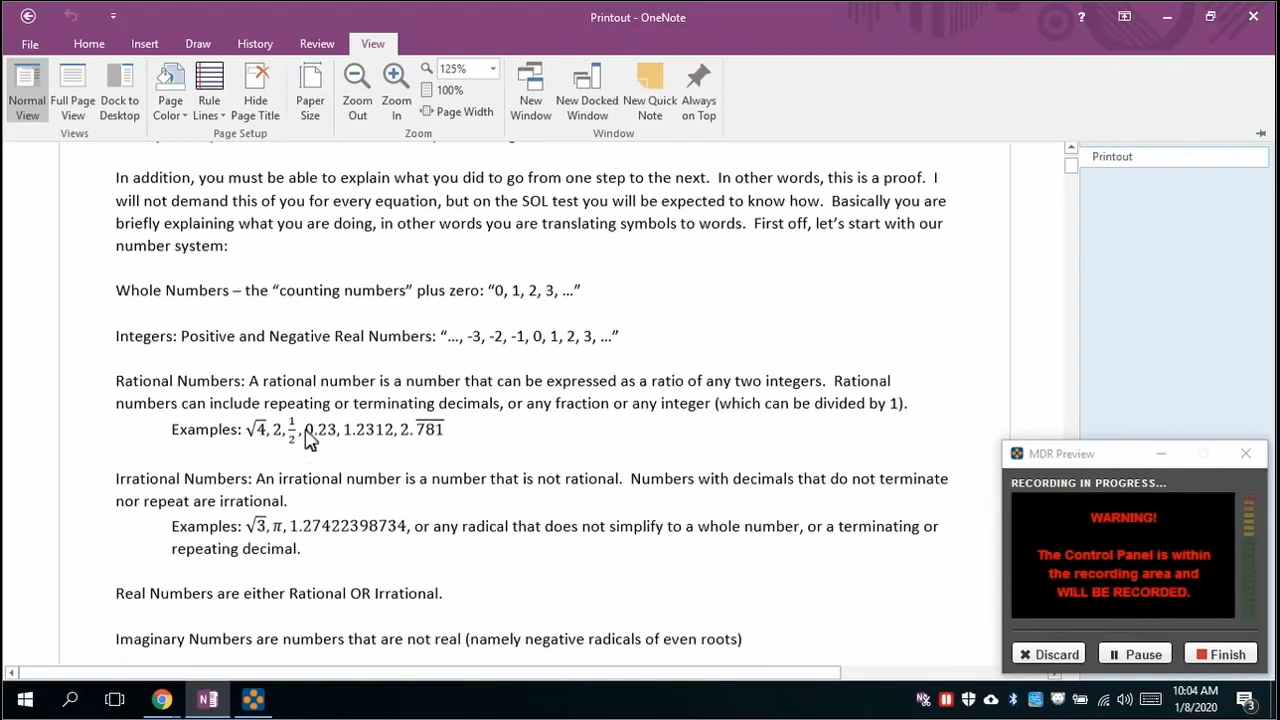 Printout - OneNote
?
File Home Insert Draw History Review View
Normal View
Full Page View
Dock to Desktop
Page Color
Rule Lines
Hide Page Title
Paper Size
Zoom Out
Zoom In
125%
100%
Page Width
New Window
New Docked Window
New Quick Note
Always on Top
Views Page Setup Zoom Window
Printout
In addition, you must be able to explain what you did to go from one step to the next. In other words, this is a proof. I
will not demand this of you for every equation, but on the SOL test you will be expected to know how. Basically you are
briefly explaining what you are doing, in other words you are translating symbols to words. First off, let's start with our
number system:
Whole Numbers – the “counting numbers” plus zero: “0, 1, 2, 3, …”
Integers: Positive and Negative Real Numbers: “…, -3, -2, -1, 0, 1, 2, 3, …”
Rational Numbers: A rational number is a number that can be expressed as a ratio of any two integers. Rational
numbers can include repeating or terminating decimals, or any fraction or any integer (which can be divided by 1).
Examples: √4, 2, 1/2, 0.23, 1.2312, 2.7̅8̅1̅
Irrational Numbers: An irrational number is a number that is not rational. Numbers with decimals that do not terminate
nor repeat are irrational.
Examples: √3, π, 1.27422398734, or any radical that does not simplify to a whole number, or a terminating or
repeating decimal.
Real Numbers are either Rational OR Irrational.
Imaginary Numbers are numbers that are not real (namely negative radicals of even roots)
MDR Preview
RECORDING IN PROGRESS...
WARNING!
The Control Panel is within
the recording area and
WILL BE RECORDED.
Discard Pause Finish
10:04 AM
1/8/2020
3